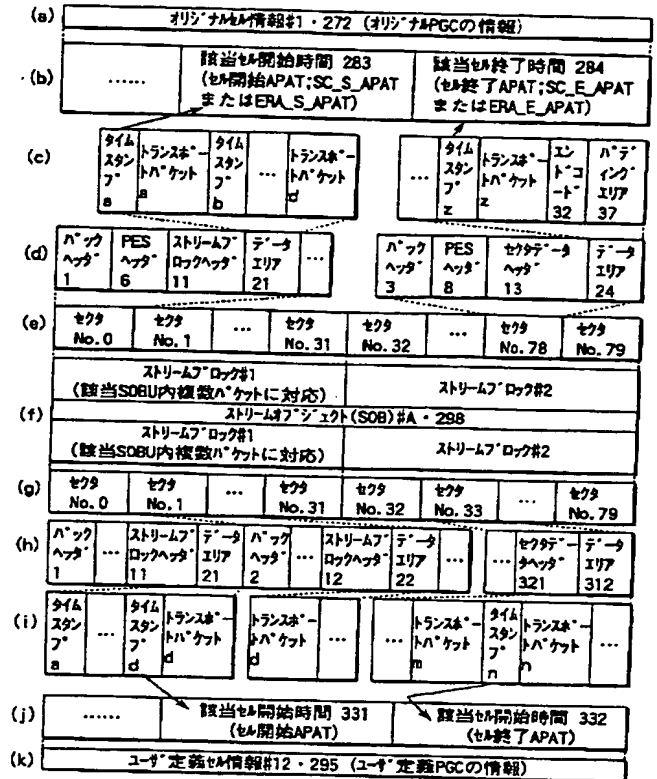 (a) オリジナルセル情報#1・272 (オリジナルPGCの情報)
(b) ......
該当セル開始時間 283
(セル開始APAT;SC_S_APAT
またはERA_S_APAT)
該当セル終了時間 284
(セル終了APAT;SC_E_APAT
またはERA_E_APAT)
(c)
タイムスタンプ a
トランスポートパケット a
タイムスタンプ b
...
トランスポートパケット d
...
タイムスタンプ z
トランスポートパケット z
エンドコード 32
パディングエリア 37
(d)
パックヘッダ 1
PESヘッダ 6
ストリームブロックヘッダ 11
データエリア 21
...
パックヘッダ 3
PESヘッダ 8
セクタデータヘッダ 13
データエリア 24
(e)
セクタ No.0
セクタ No.1
...
セクタ No.31
セクタ No.32
...
セクタ No.78
セクタ No.79
(f)
ストリームブロック#1
(該当SOBU内複数パケットに対応)
ストリームブロック#2
ストリームオブジェクト(SOB)#A・298
ストリームブロック#1
(該当SOBU内複数パケットに対応)
ストリームブロック#2
(g)
セクタ No.0
セクタ No.1
...
セクタ No.31
セクタ No.32
セクタ No.33
...
セクタ No.79
(h)
パックヘッダ 1
...
ストリームブロックヘッダ 11
データエリア 21
パックヘッダ 2
...
ストリームブロックヘッダ 12
データエリア 22
...
...
セクタデータヘッダ 321
データエリア 312
(i)
タイムスタンプ a
...
タイムスタンプ d
トランスポートパケット d
トランスポートパケット d
...
...
トランスポートパケット m
タイムスタンプ n
トランスポートパケット n
...
(j) ......
該当セル開始時間 331
(セル開始APAT)
該当セル開始時間 332
(セル終了APAT)
(k) ユーザ定義セル情報#12・295 (ユーザ定義PGCの情報)